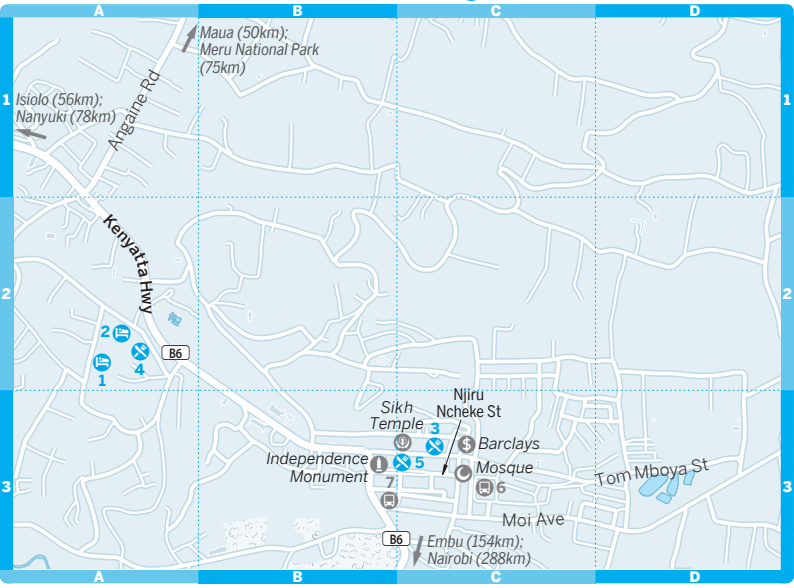 A
B
C
D
1
1
Maua (50km);
Meru National Park
(75km)
Isiolo (56km);
Nanyuki (78km)
Angaine Rd
Kenyatta Hwy
2
2
2
4
1
B6
Njiru
Ncheke St
Sikh
Temple
3
$
Barclays
Independence
Monument
5
Mosque
3
3
7
6
Tom Mboya St
Moi Ave
B6
Embu (154km);
Nairobi (288km)
A
B
C
D